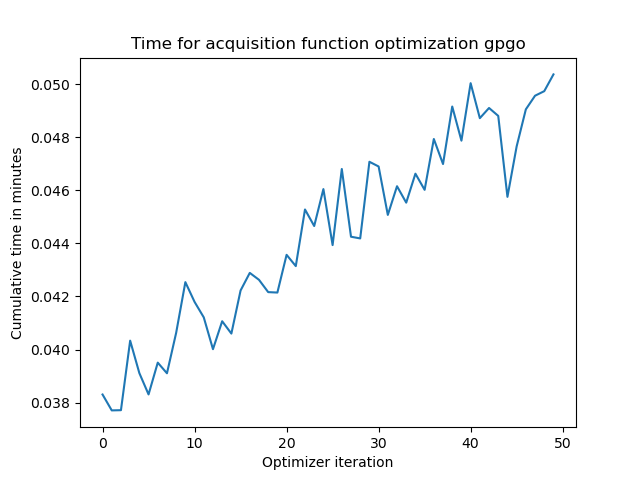 Time for acquisition function optimization gpgo
Cumulative time in minutes
0.050
0.048
0.046
0.044
0.042
0.040
0.038
0 10 20 30 40 50
Optimizer iteration